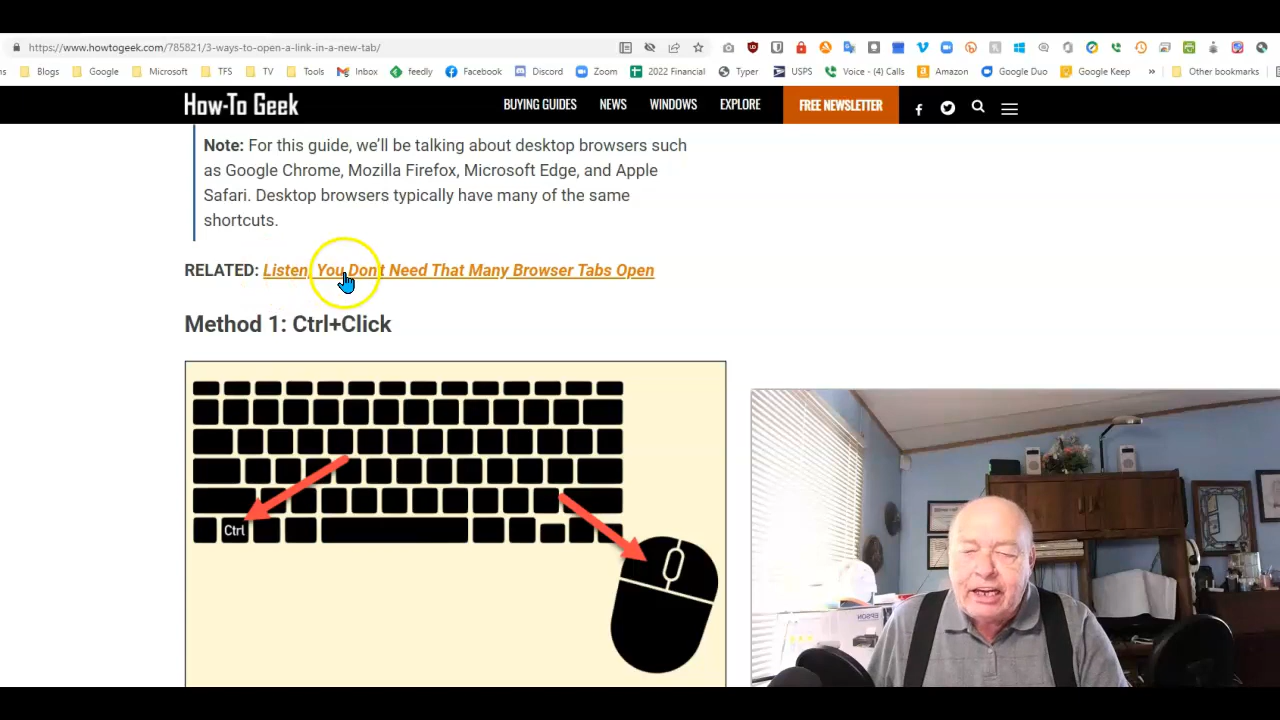 https://www.howtogeek.com/785821/3-ways-to-open-a-link-in-a-new-tab/
Blogs Google Microsoft TFS TV Tools Inbox feedly Facebook Discord Zoom 2022 Financial Typer USPS Voice - (4) Calls Amazon Google Duo Google Keep » Other bookmarks
How-To Geek BUYING GUIDES NEWS WINDOWS EXPLORE FREE NEWSLETTER
Note: For this guide, we'll be talking about desktop browsers such
as Google Chrome, Mozilla Firefox, Microsoft Edge, and Apple
Safari. Desktop browsers typically have many of the same
shortcuts.
RELATED: Listen, You Don't Need That Many Browser Tabs Open
Method 1: Ctrl+Click
Ctrl
EPSON